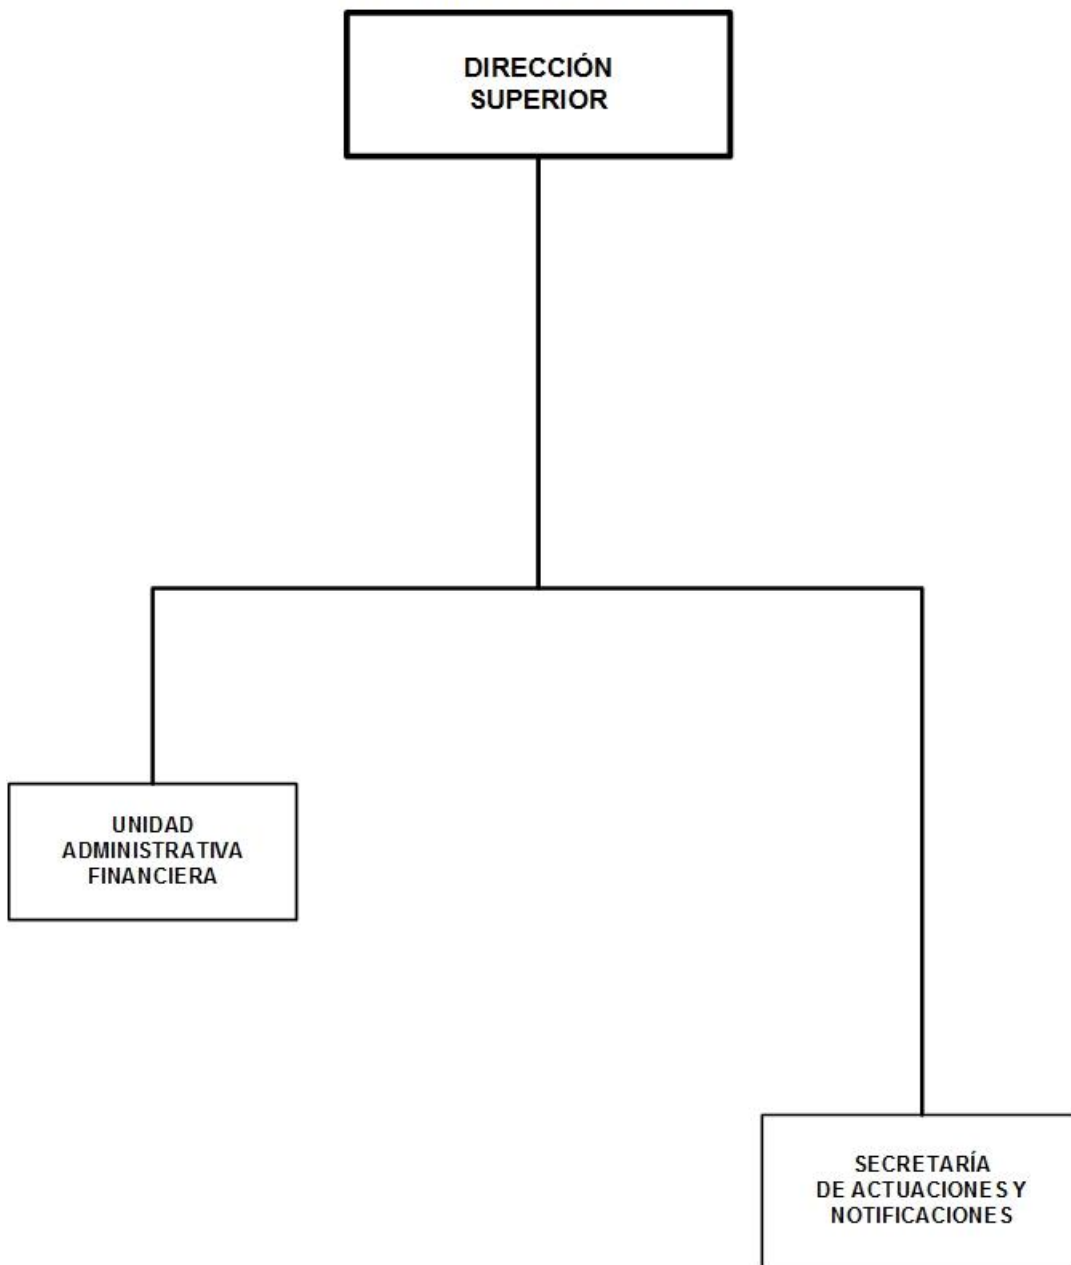 DIRECCIÓN
SUPERIOR
UNIDAD
ADMINISTRATIVA
FINANCIERA
SECRETARÍA
DE ACTUACIONES Y
NOTIFICACIONES